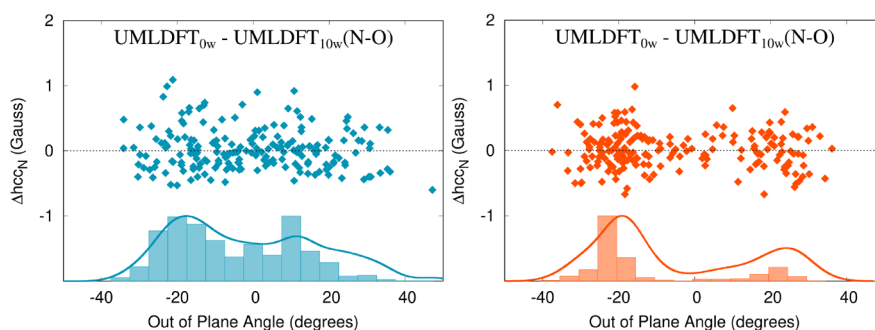 UMLDFT0w - UMLDFT10w(N-O)
ΔhccN (Gauss)
2
1
0
-1
-40 -20 0 20 40
Out of Plane Angle (degrees)
UMLDFT0w - UMLDFT10w(N-O)
ΔhccN (Gauss)
2
1
0
-1
-40 -20 0 20 40
Out of Plane Angle (degrees)